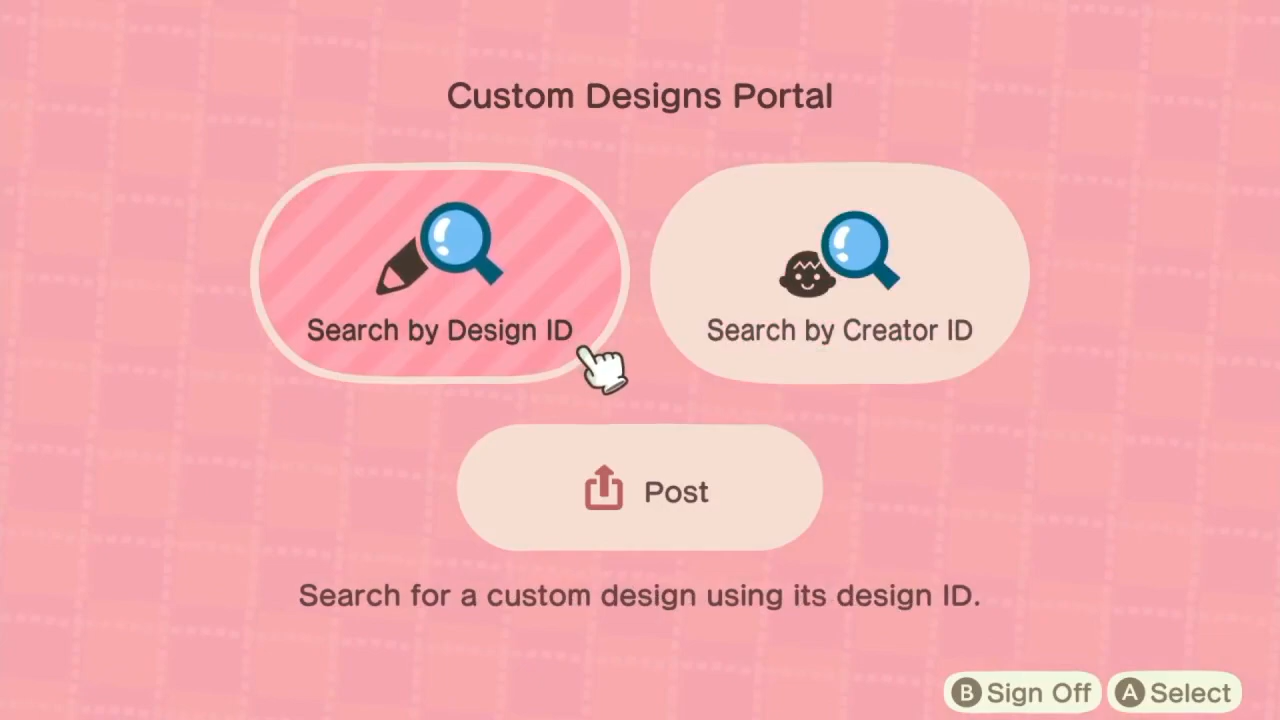 Custom Designs Portal
Search by Design ID
Search by Creator ID
Post
Search for a custom design using its design ID.
B Sign Off
A Select